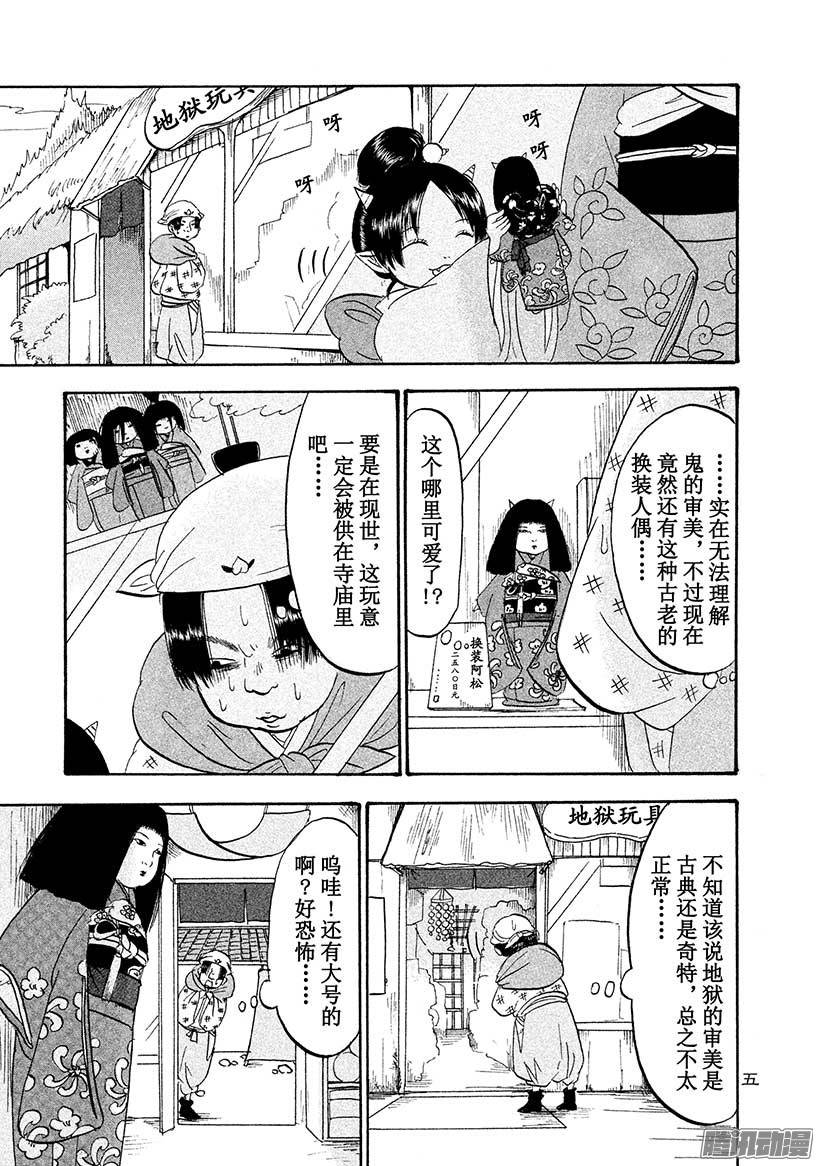 地狱玩具
呀
呀
呀
呀
……实在无法理解
鬼的审美，不过现在
竟然还有这种古老的
换装人偶……
这个哪里可爱了！？
换装阿松
二五八〇日元
要是在现世，这玩意
一定会被供在寺庙里
吧……
地狱玩具
不知道该说地狱的审美是
古典还是奇特，总之不太
正常……
呜哇！还有大号的
啊？好恐怖……
五
腾讯动漫